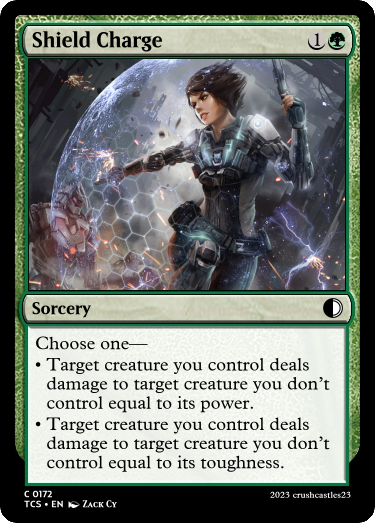 Shield Charge 1
Sorcery
Choose one—
• Target creature you control deals
damage to target creature you don't
control equal to its power.
• Target creature you control deals
damage to target creature you don't
control equal to its toughness.
C 0172
TCS • EN Zack Cy
2023 crushcastles23